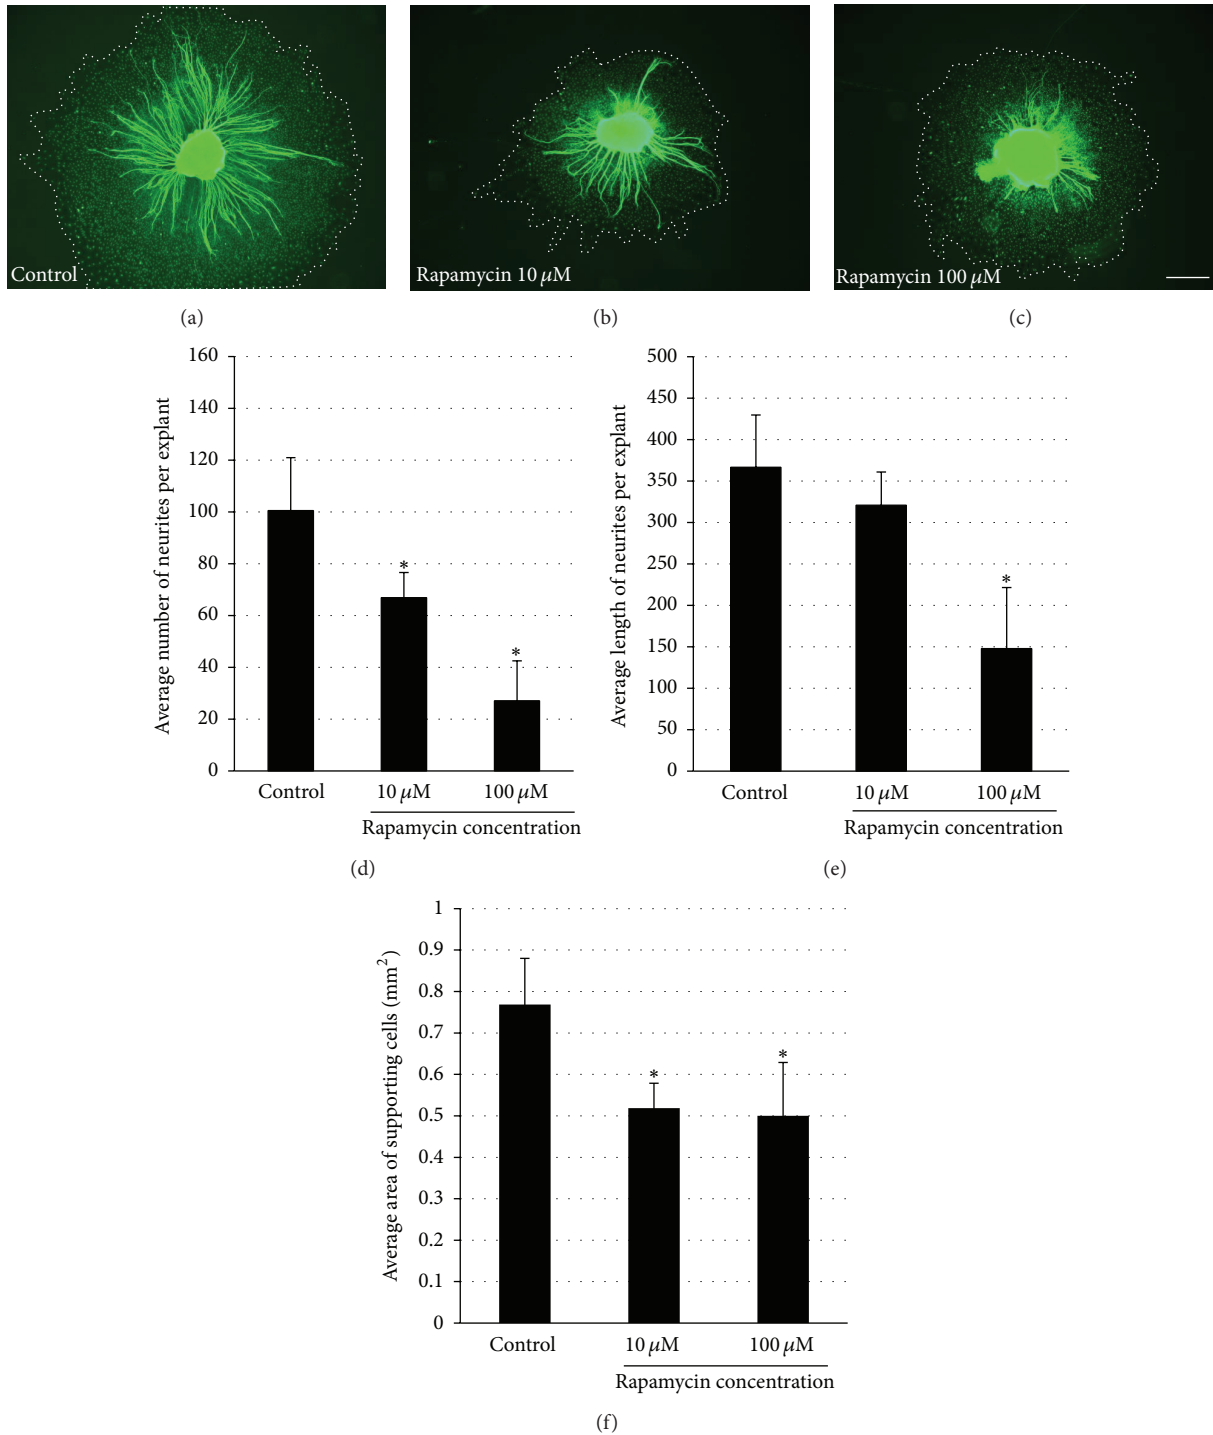 Control
Rapamycin 10 µM
Rapamycin 100 µM
(a)
(b)
(c)
Average number of neurites per explant
160
140
120
100
80
60
40
20
0
*
*
Control
10 µM
100 µM
Rapamycin concentration
(d)
Average length of neurites per explant
500
450
400
350
300
250
200
150
100
50
0
*
Control
10 µM
100 µM
Rapamycin concentration
(e)
Average area of supporting cells (mm²)
1
0.9
0.8
0.7
0.6
0.5
0.4
0.3
0.2
0.1
0
*
*
Control
10 µM
100 µM
Rapamycin concentration
(f)